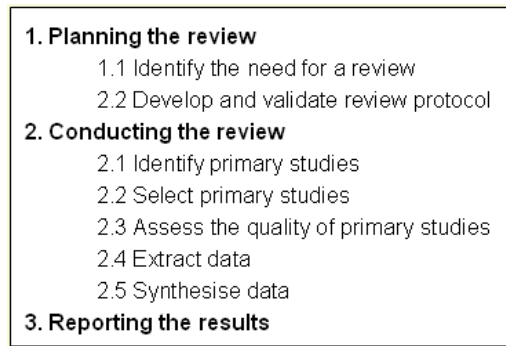 1. Planning the review
1.1 Identify the need for a review
2.2 Develop and validate review protocol
2. Conducting the review
2.1 Identify primary studies
2.2 Select primary studies
2.3 Assess the quality of primary studies
2.4 Extract data
2.5 Synthesise data
3. Reporting the results